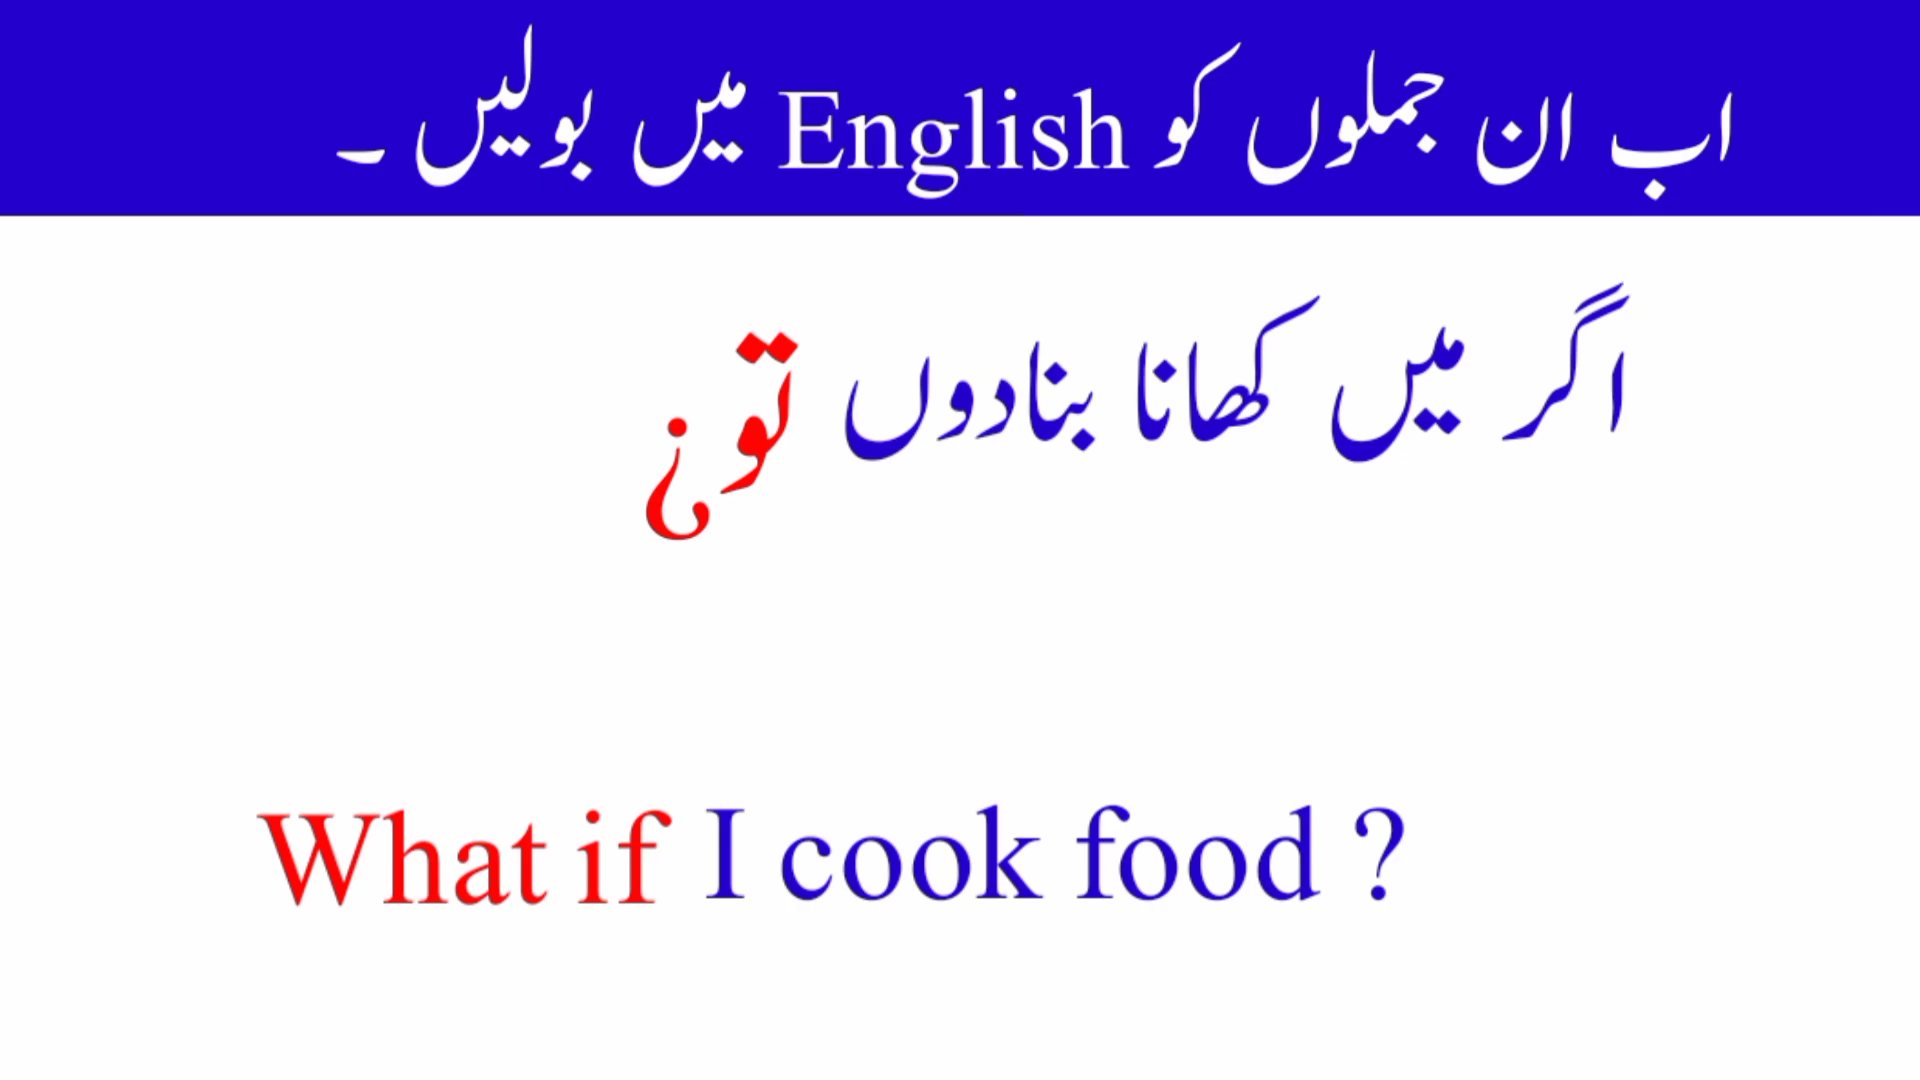 اب ان جملوں کو English میں بولیں ۔
اگر میں کھانا بنادوں تو ؟
What if I cook food ?